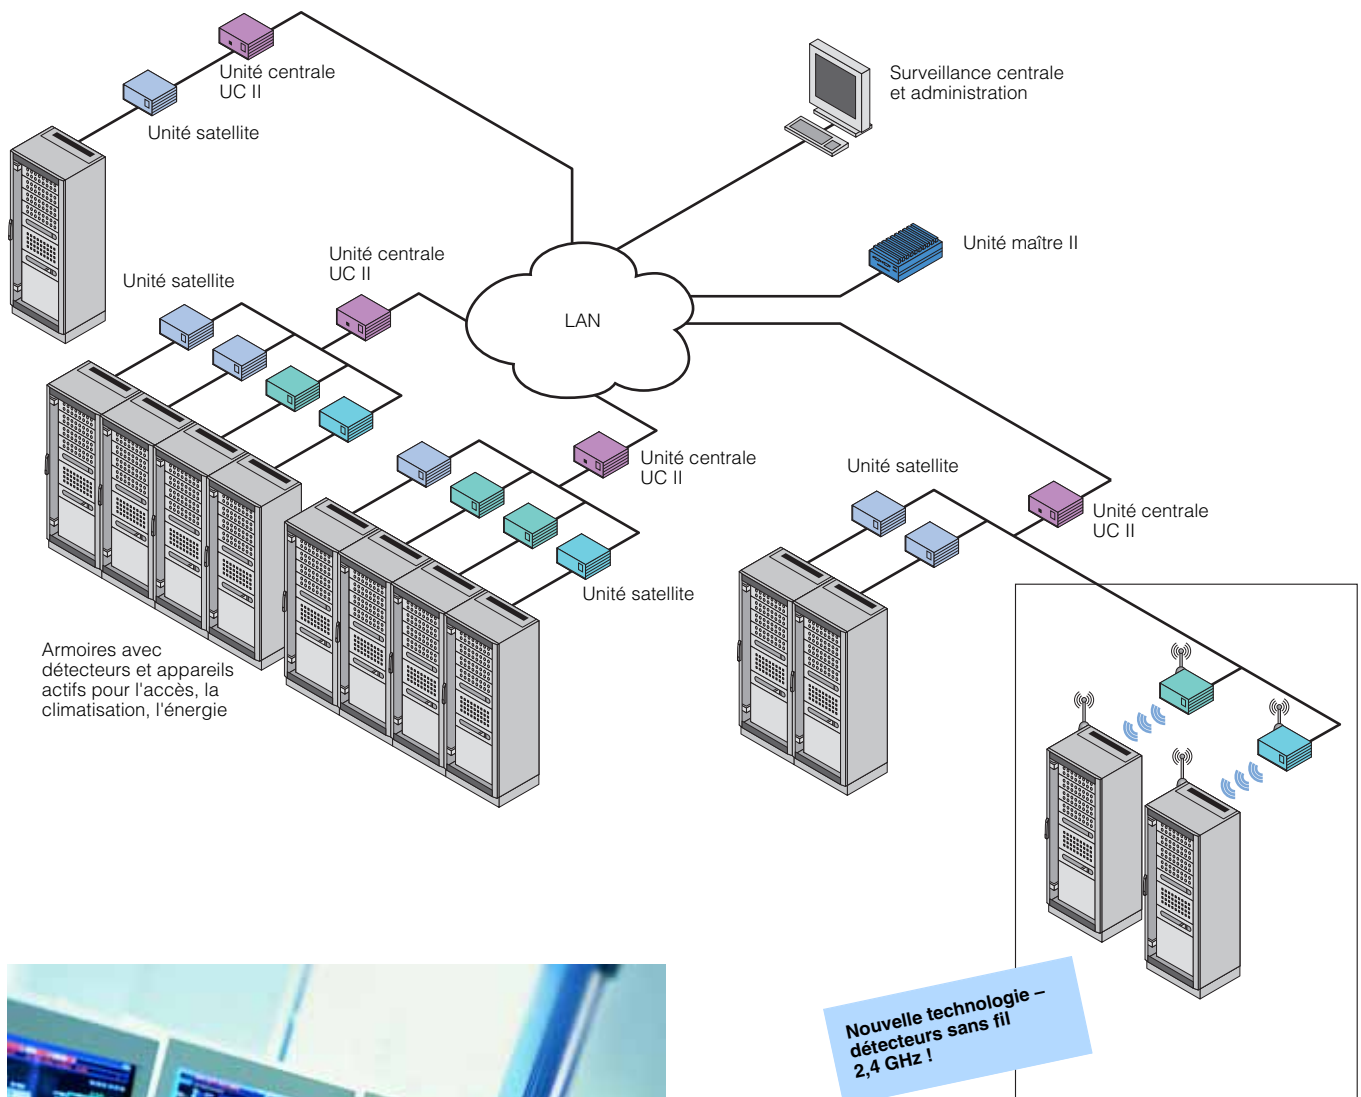 Unité centrale
UC II
Unité satellite
Surveillance centrale
et administration
Unité maître II
Unité centrale
UC II
Unité satellite
LAN
Unité centrale
UC II
Unité satellite
Unité satellite
Unité centrale
UC II
Armoires avec
détecteurs et appareils
actifs pour l'accès, la
climatisation, l'énergie
Nouvelle technologie –
détecteurs sans fil
2,4 GHz !